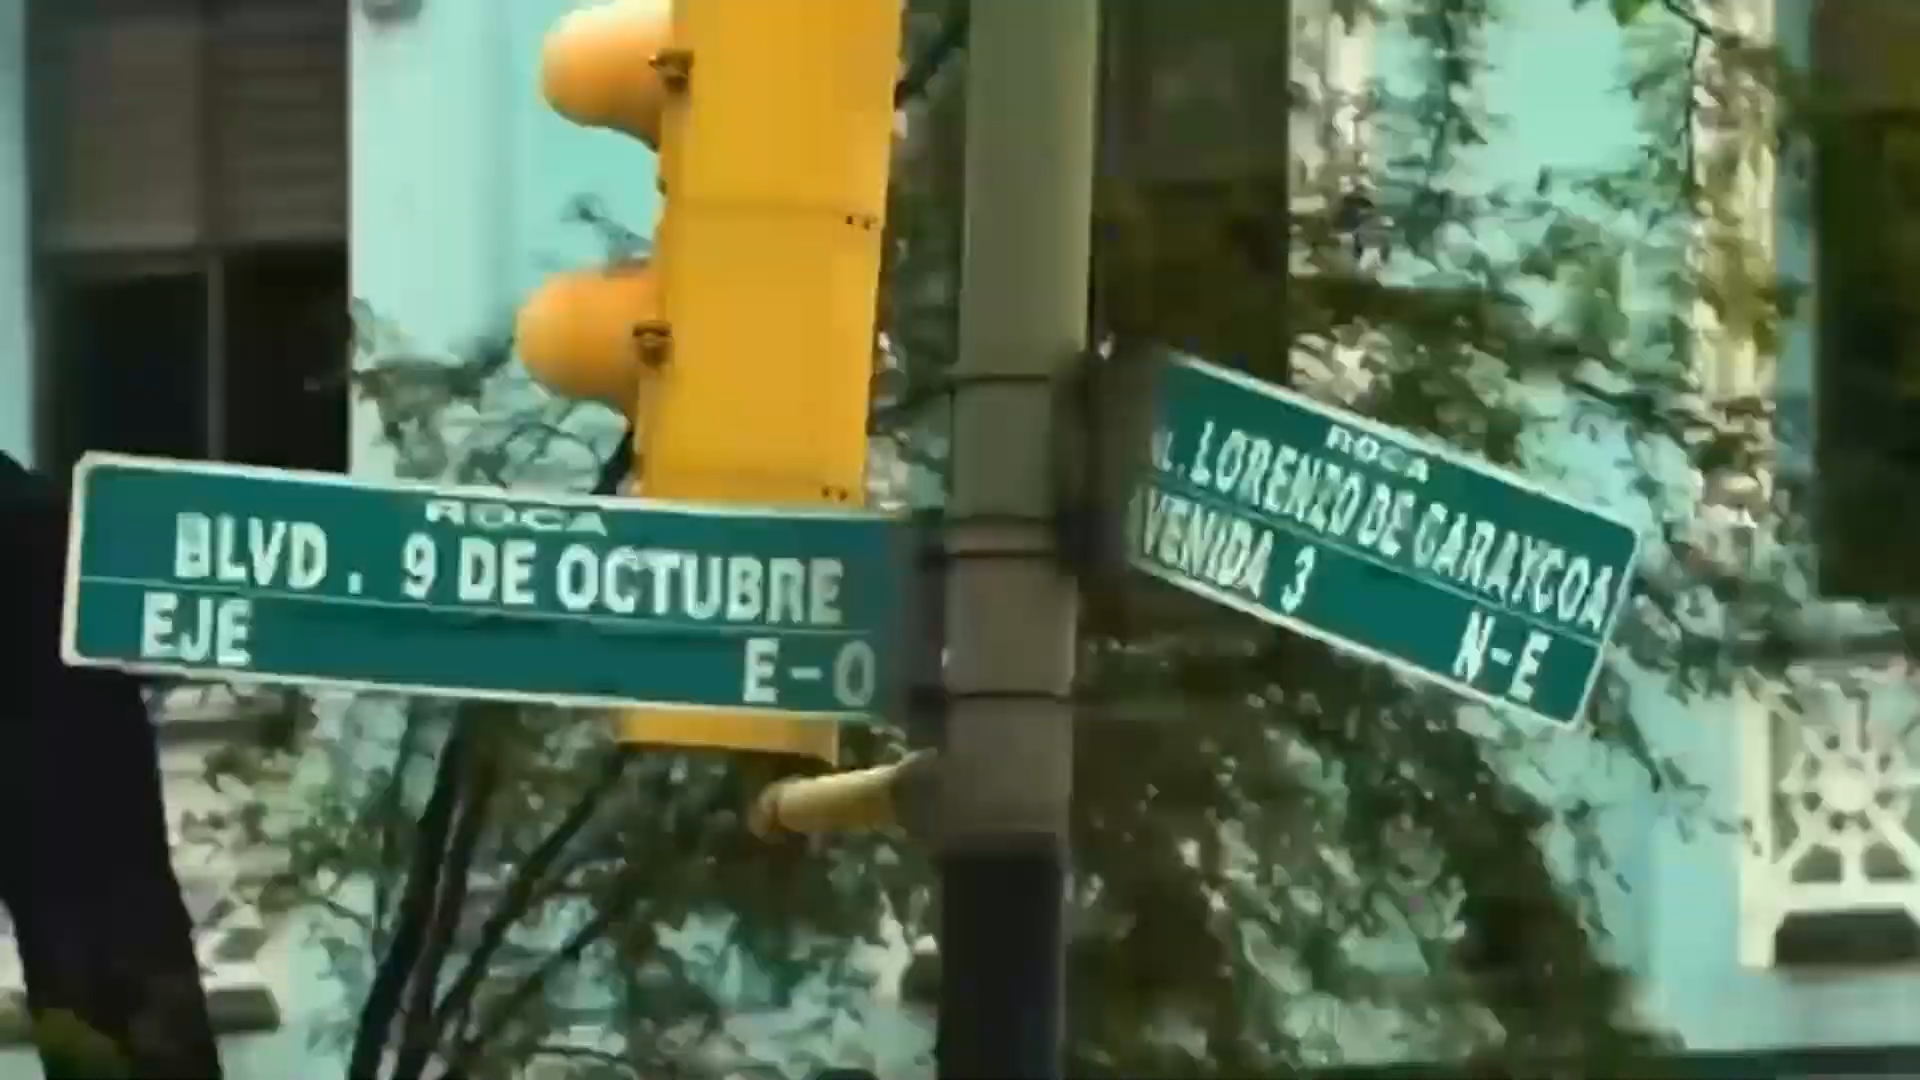 ROCA
BLVD. 9 DE OCTUBRE
EJE E-O
ROCA
L. LORENZO DE GARAYCOA
VENIDA 3 N-E